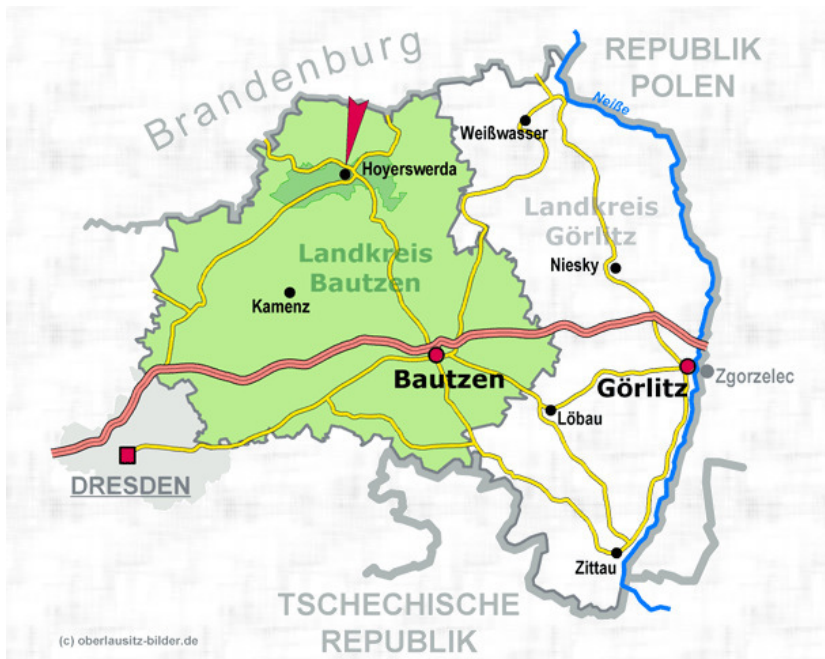 Brandenburg
REPUBLIK
POLEN
Neiße
Weißwasser
Hoyerswerda
Landkreis
Görlitz
Landkreis
Bautzen
Niesky
Kamenz
Bautzen
Görlitz
Zgorzelec
Löbau
DRESDEN
Zittau
TSCHECHISCHE
REPUBLIK
(c) oberlausitz-bilder.de